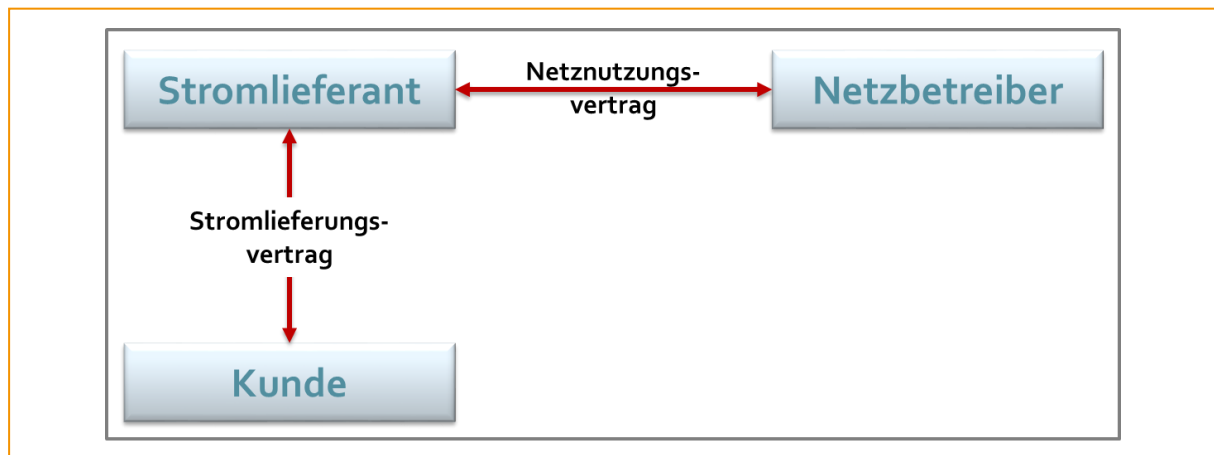 Stromlieferant
Netznutzungs-
vertrag
Netzbetreiber
Stromlieferungs-
vertrag
Kunde